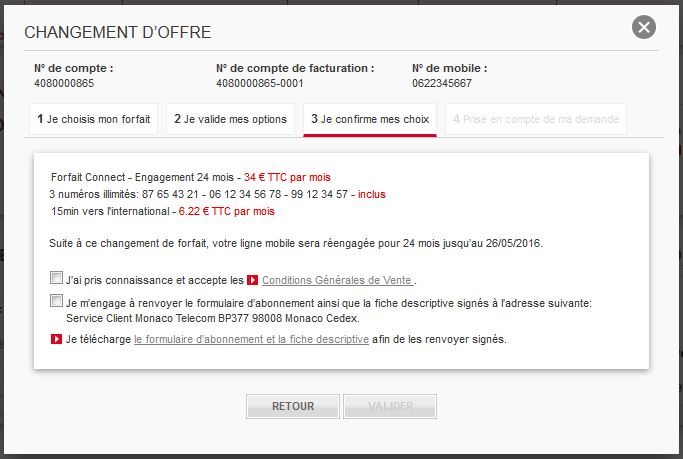 CHANGEMENT D'OFFRE
N° de compte : N° de compte de facturation : N° de mobile :
4080000865 4080000865-0001 0622345667
1 Je choisis mon forfait 2 Je valide mes options 3 Je confirme mes choix 4 Prise en compte de ma demande
Forfait Connect - Engagement 24 mois - 34 € TTC par mois
3 numéros illimités: 87 65 43 21 - 06 12 34 56 78 - 99 12 34 57 - inclus
15min vers l'international - 6.22 € TTC par mois
Suite à ce changement de forfait, votre ligne mobile sera réengagée pour 24 mois jusqu'au 26/05/2016.
J'ai pris connaissance et accepte les Conditions Générales de Vente .
Je m'engage à renvoyer le formulaire d'abonnement ainsi que la fiche descriptive signés à l'adresse suivante:
Service Client Monaco Telecom BP377 98008 Monaco Cedex.
Je télécharge le formulaire d'abonnement et la fiche descriptive afin de les renvoyer signés.
RETOUR VALIDER